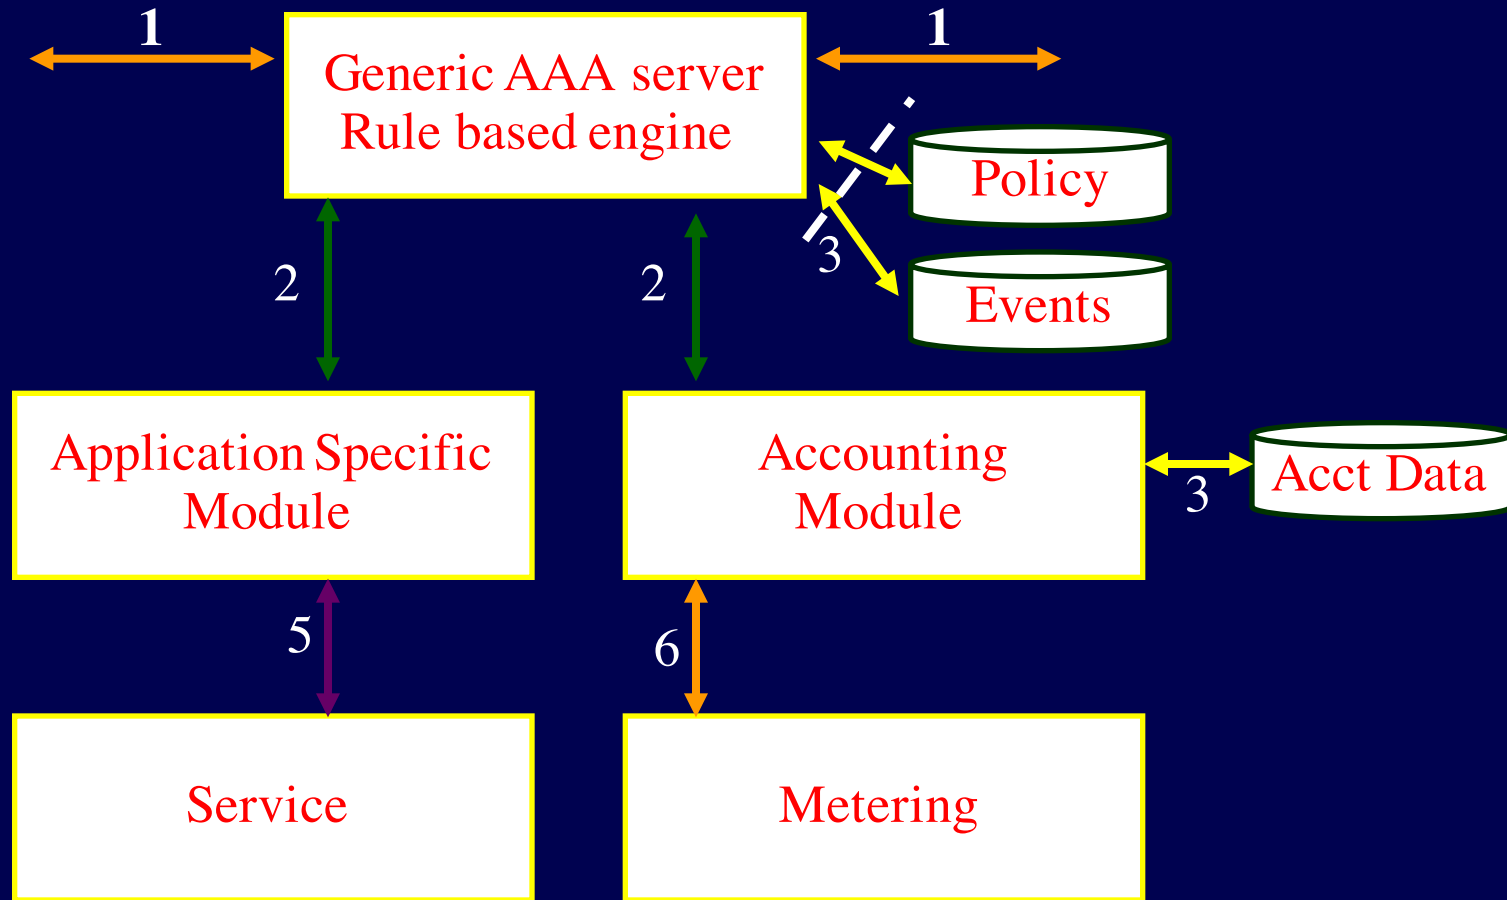 1
1
Generic AAA server
Rule based engine
Policy
3
Events
2
2
Application Specific
Module
Accounting
Module
Acct Data
3
5
6
Service
Metering